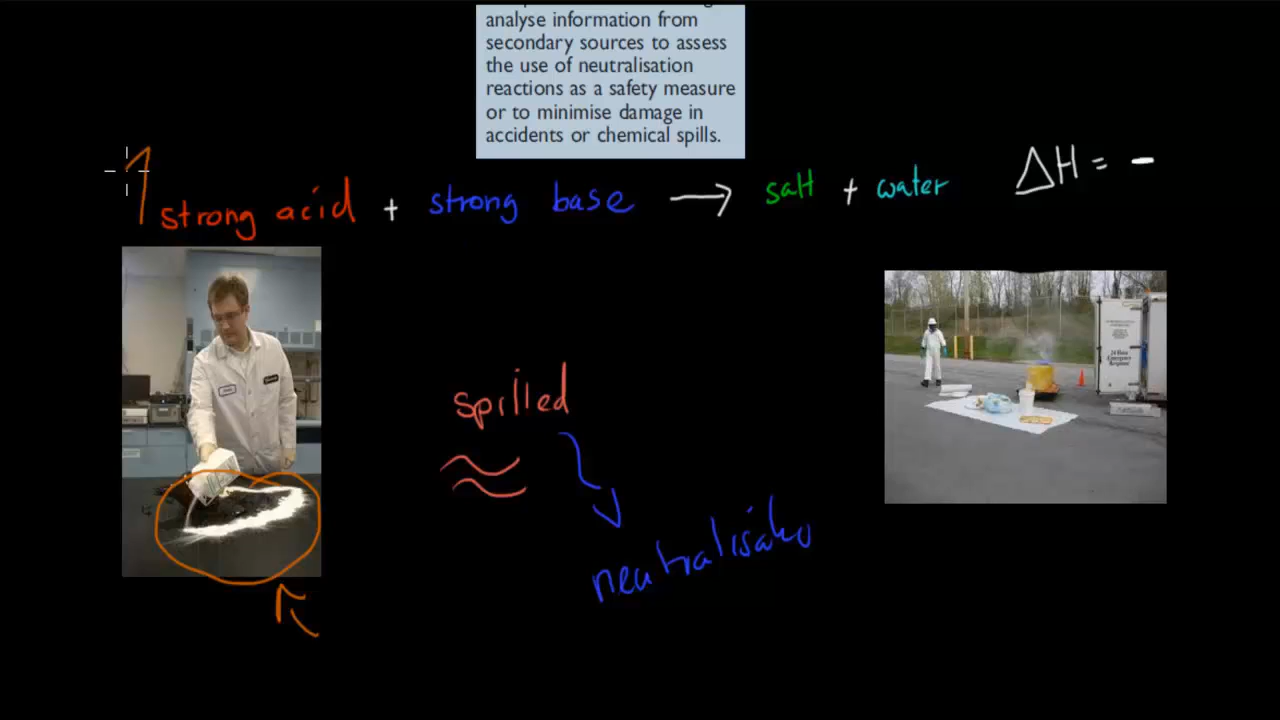 analyse information from
secondary sources to assess
the use of neutralisation
reactions as a safety measure
or to minimise damage in
accidents or chemical spills.
strong acid + strong base → salt + water ΔH = -
spilled